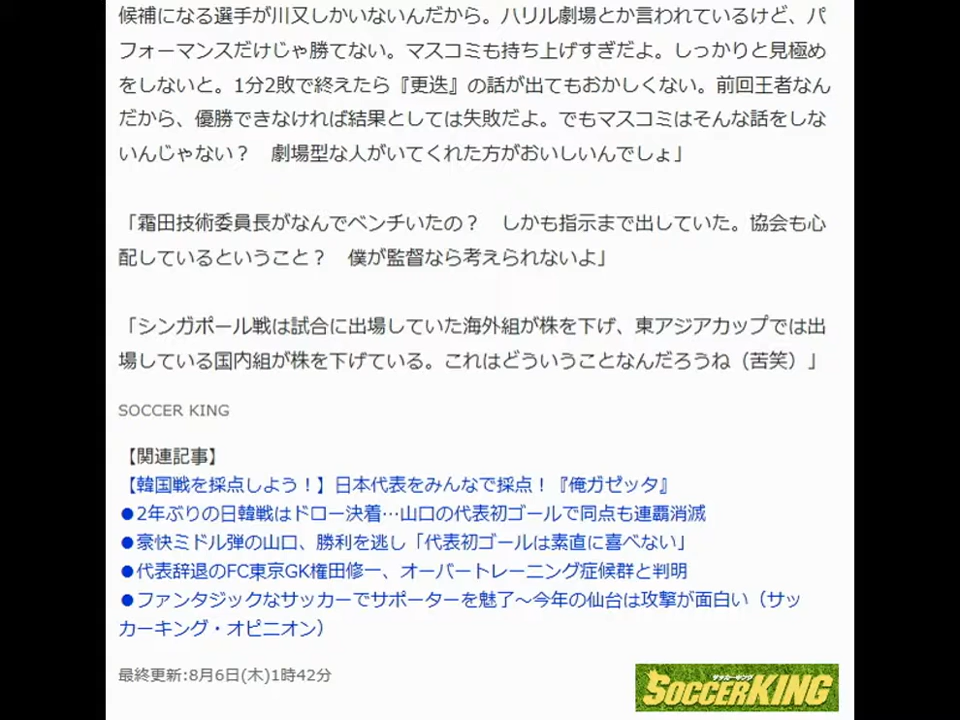 候補になる選手が川又しかいないんだから。ハリル劇場とか言われているけど、パ
フォーマンスだけじゃ勝てない。マスコミも持ち上げすぎだよ。しっかりと見極め
をしないと。1分2敗で終えたら『更迭』の話が出てもおかしくない。前回王者なん
だから、優勝できなければ結果としては失敗だよ。でもマスコミはそんな話をしな
いんじゃない？　劇場型な人がいてくれた方がおいしいんでしょ」
「霜田技術委員長がなんでベンチいたの？　しかも指示まで出していた。協会も心
配しているということ？　僕が監督なら考えられないよ」
「シンガポール戦は試合に出場していた海外組が株を下げ、東アジアカップでは出
場している国内組が株を下げている。これはどういうことなんだろうね（苦笑）」
SOCCER KING
【関連記事】
【韓国戦を採点しよう！】日本代表をみんなで採点！『俺ガゼッタ』
●2年ぶりの日韓戦はドロー決着…山口の代表初ゴールで同点も連覇消滅
●豪快ミドル弾の山口、勝利を逃し「代表初ゴールは素直に喜べない」
●代表辞退のFC東京GK権田修一、オーバートレーニング症候群と判明
●ファンタジックなサッカーでサポーターを魅了～今年の仙台は攻撃が面白い（サッ
カーキング・オピニオン）
最終更新:8月6日(木)1時42分
サッカーキング
SOCCERKING